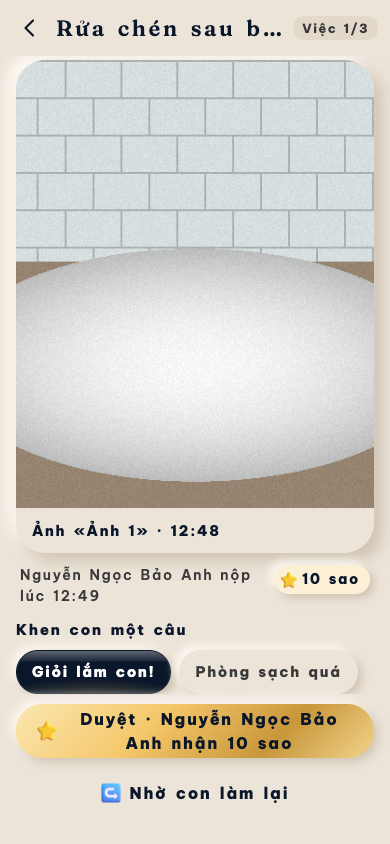 Rửa chén sau b...
Việc 1/3
Ảnh «Ảnh 1» · 12:48
Nguyễn Ngọc Bảo Anh nộp
lúc 12:49
10 sao
Khen con một câu
Giỏi lắm con!
Phòng sạch quá
Duyệt · Nguyễn Ngọc Bảo
Anh nhận 10 sao
Nhờ con làm lại